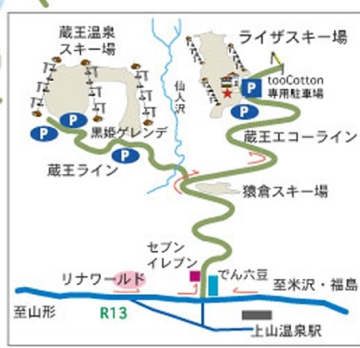 蔵王温泉
スキー場
ライザスキー場
仙人沢
tooCotton
専用駐車場
P
P
P
P
P
黒姫ゲレンデ
蔵王エコーライン
蔵王ライン
猿倉スキー場
セブン
イレブン
でん六豆
リナワールド
至米沢・福島
至山形
R13
上山温泉駅